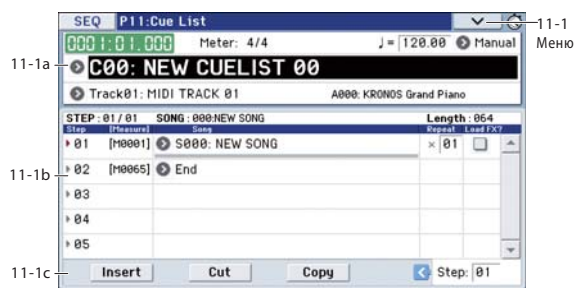 SEQ P11:Cue List
11-1
Меню
0001:01.000 Meter: 4/4 ♩= 120.00 Manual
11-1a
C00: NEW CUELIST 00
Track01: MIDI TRACK 01 A000: KRONOS Grand Piano
STEP: 01/01 SONG: 000:NEW SONG Length: 064
Step [Measure] Song Repeat Load FX?
01 [M0001] S000: NEW SONG × 01
11-1b
02 [M0065] End
03
04
05
11-1c
Insert Cut Copy Step: 01